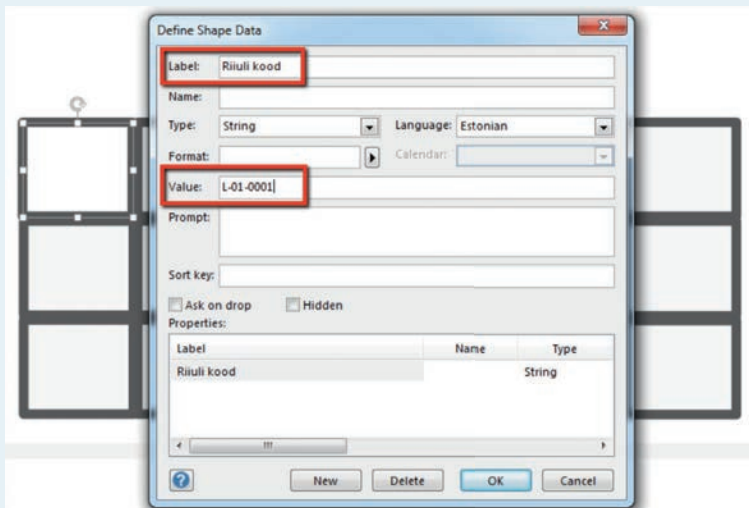 Define Shape Data
x
Label: Riiuli kood
Name:
Type: String Language: Estonian
Format: Calendar:
Value: L-01-0001
Prompt:
Sort key:
Ask on drop Hidden
Properties:
Label Name Type
Riiuli kood String
? New Delete OK Cancel